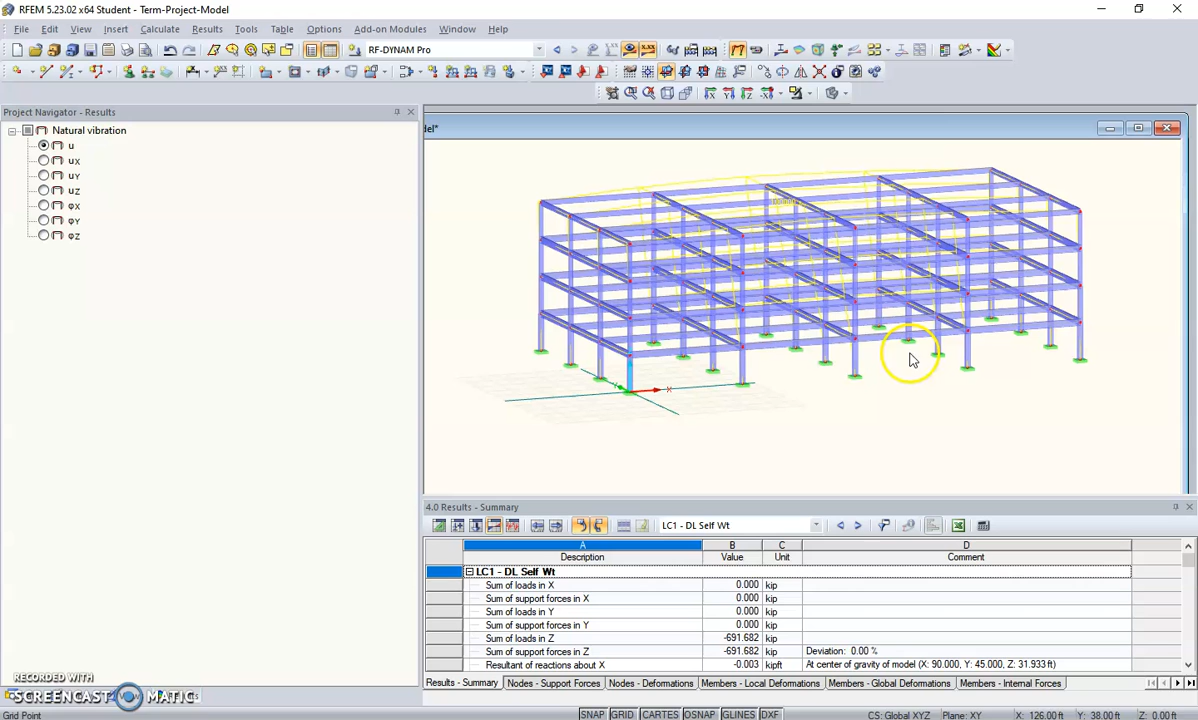 RFEM 5.23.02 x64 Student - Term-Project-Model
File Edit View Insert Calculate Results Tools Table Options Add-on Modules Window Help
RF-DYNAM Pro
Project Navigator - Results
Natural vibration
u
uX
uY
uZ
φX
φY
φZ
del*
X
4.0 Results - Summary
LC1 - DL Self Wt
A B C D
Description Value Unit Comment
LC1 - DL Self Wt
Sum of loads in X 0.000 kip
Sum of support forces in X 0.000 kip
Sum of loads in Y 0.000 kip
Sum of support forces in Y 0.000 kip
Sum of loads in Z -691.682 kip
Sum of support forces in Z -691.682 kip Deviation: 0.00 %
Resultant of reactions about X -0.003 kipft At center of gravity of model (X: 90.000, Y: 45.000, Z: 31.933 ft)
Results - Summary Nodes - Support Forces Nodes - Deformations Members - Local Deformations Members - Global Deformations Members - Internal Forces
RECORDED WITH
SCREENCAST MATIC
Grid Point SNAP GRID CARTES OSNAP GLINES DXF CS: Global XYZ Plane: XY X: 126.00 ft Y: 38.00 ft Z: 0.00 ft